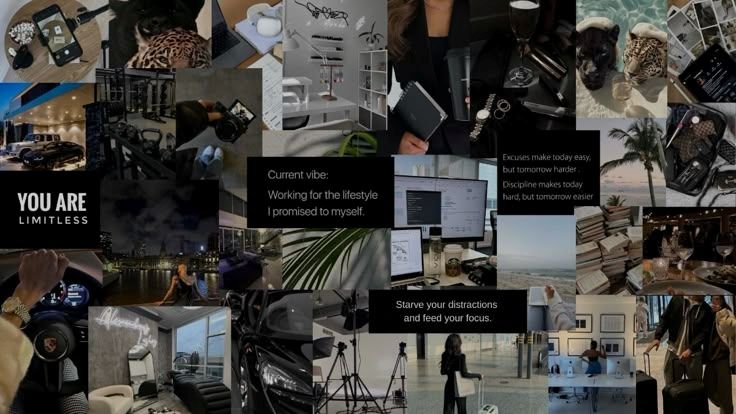 Current vibe:
Working for the lifestyle
I promised to myself.
Excuses make today easy,
but tomorrow harder.
Discipline makes today
hard, but tomorrow easier
YOU ARE
LIMITLESS
Starve your distractions
and feed your focus.